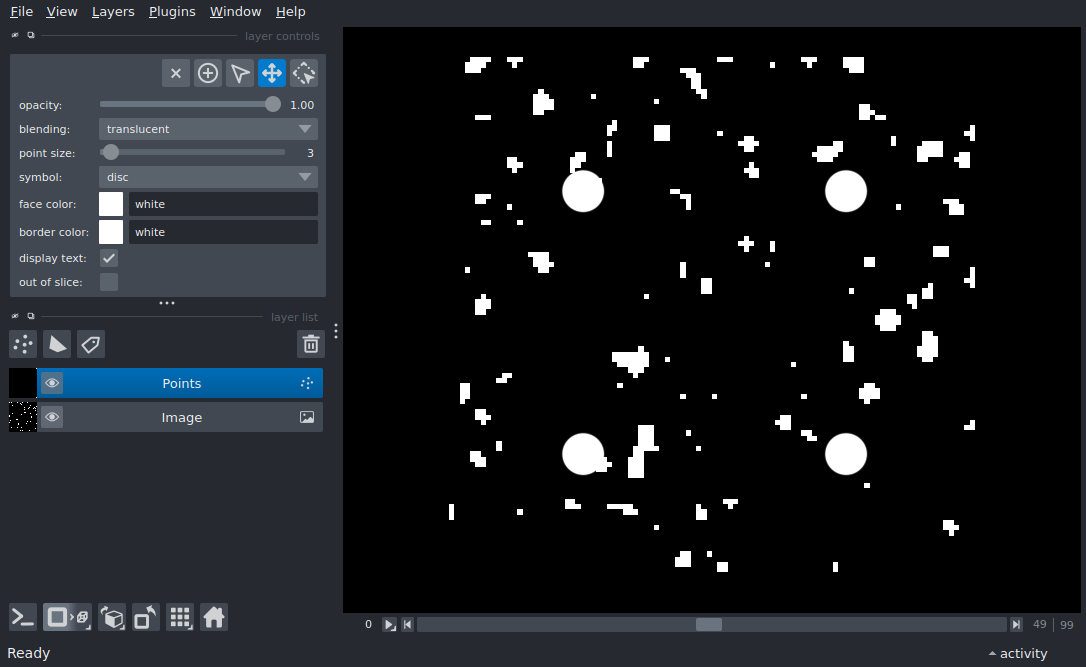 File View Layers Plugins Window Help
layer controls
opacity: 1.00
blending: translucent
point size: 3
symbol: disc
face color: white
border color: white
display text:
out of slice:
layer list
Points
Image
0 49 | 99
Ready activity